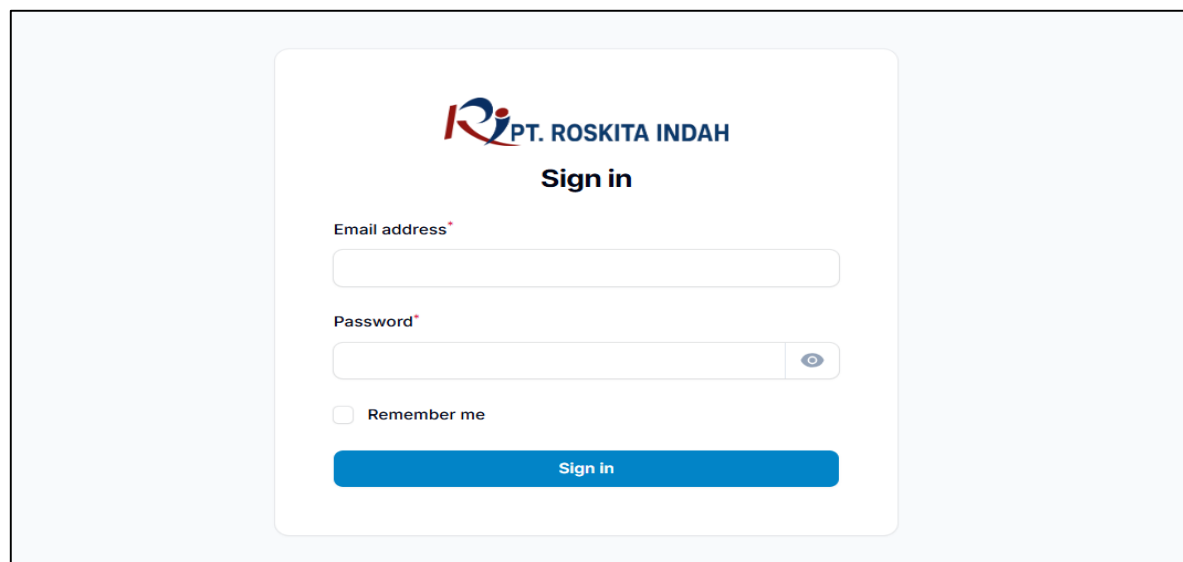 PT. ROSKITA INDAH
Sign in
Email address*
Password*
Remember me
Sign in